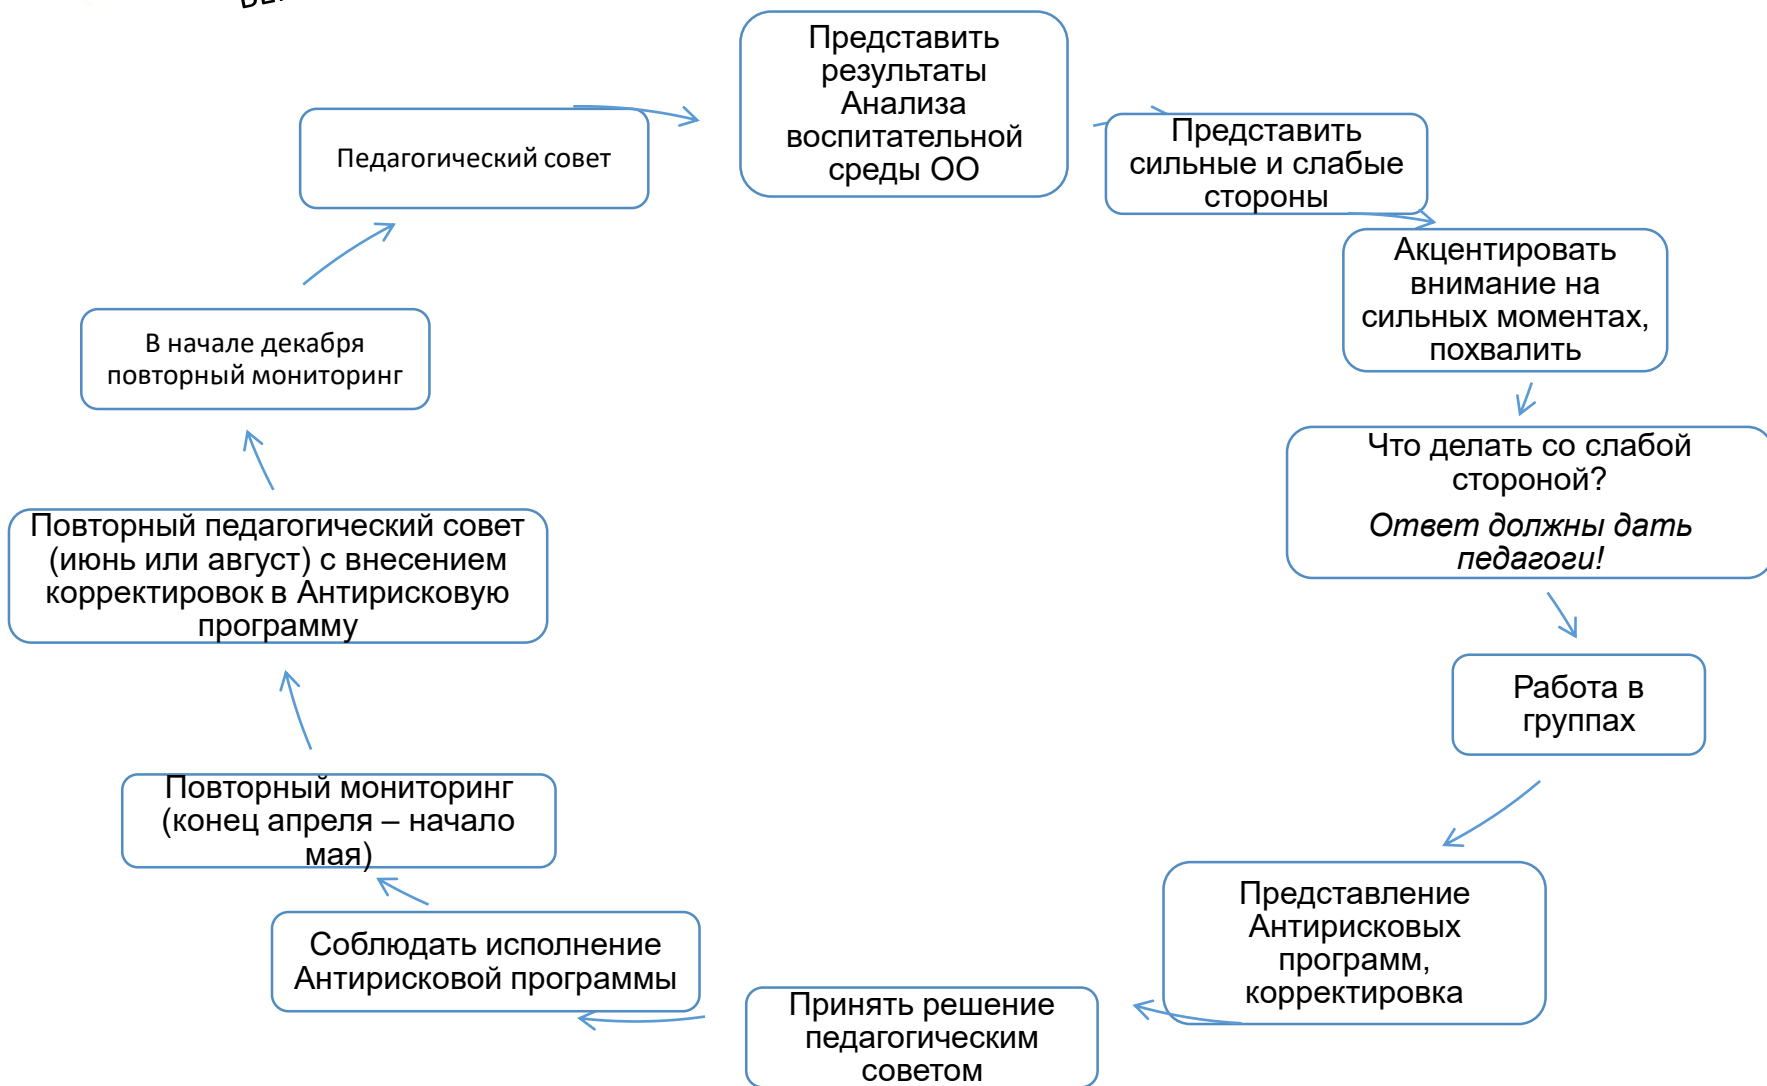 Представить
результаты
Анализа
воспитательной
среды ОО
Представить
сильные и слабые
стороны
Акцентировать
внимание на
сильных моментах,
похвалить
Что делать со слабой
стороной?
Ответ должны дать
педагоги!
Работа в
группах
Представление
Антирисковых
программ,
корректировка
Принять решение
педагогическим
советом
Соблюдать исполнение
Антирисковой программы
Повторный мониторинг
(конец апреля – начало
мая)
Повторный педагогический совет
(июнь или август) с внесением
корректировок в Антирисковую
программу
В начале декабря
повторный мониторинг
Педагогический совет